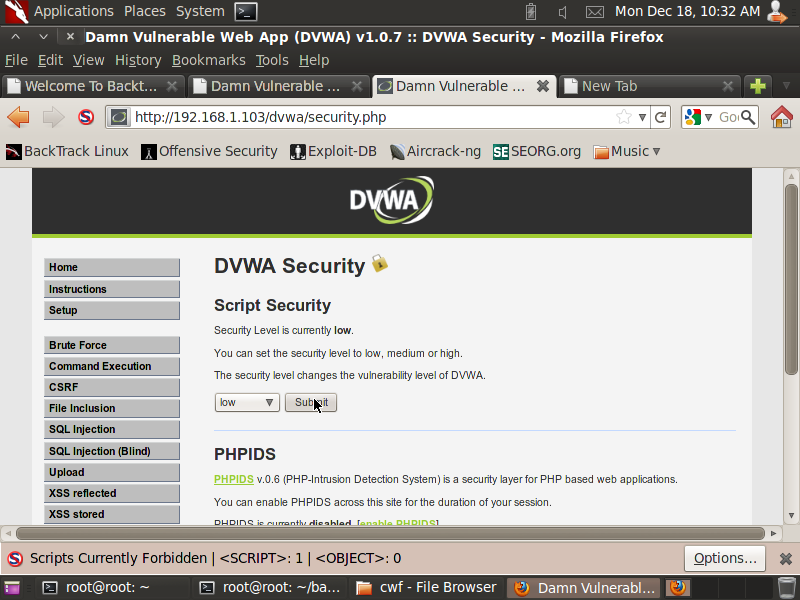 Applications Places System Mon Dec 18, 10:32 AM
Damn Vulnerable Web App (DVWA) v1.0.7 :: DVWA Security - Mozilla Firefox
File Edit View History Bookmarks Tools Help
Welcome To Backt... Damn Vulnerable ... Damn Vulnerable ... New Tab
http://192.168.1.103/dvwa/security.php Go
BackTrack Linux Offensive Security Exploit-DB Aircrack-ng SEORG.org Music
DVWA
Home
Instructions
Setup
Brute Force
Command Execution
CSRF
File Inclusion
SQL Injection
SQL Injection (Blind)
Upload
XSS reflected
XSS stored
DVWA Security
Script Security
Security Level is currently low.
You can set the security level to low, medium or high.
The security level changes the vulnerability level of DVWA.
low Submit
PHPIDS
PHPIDS v.0.6 (PHP-Intrusion Detection System) is a security layer for PHP based web applications.
You can enable PHPIDS across this site for the duration of your session.
PHPIDS is currently disabled. [enable PHPIDS]
Scripts Currently Forbidden | <SCRIPT>: 1 | <OBJECT>: 0 Options...
root@root: ~ root@root: ~/ba... cwf - File Browser Damn Vulnerabl...